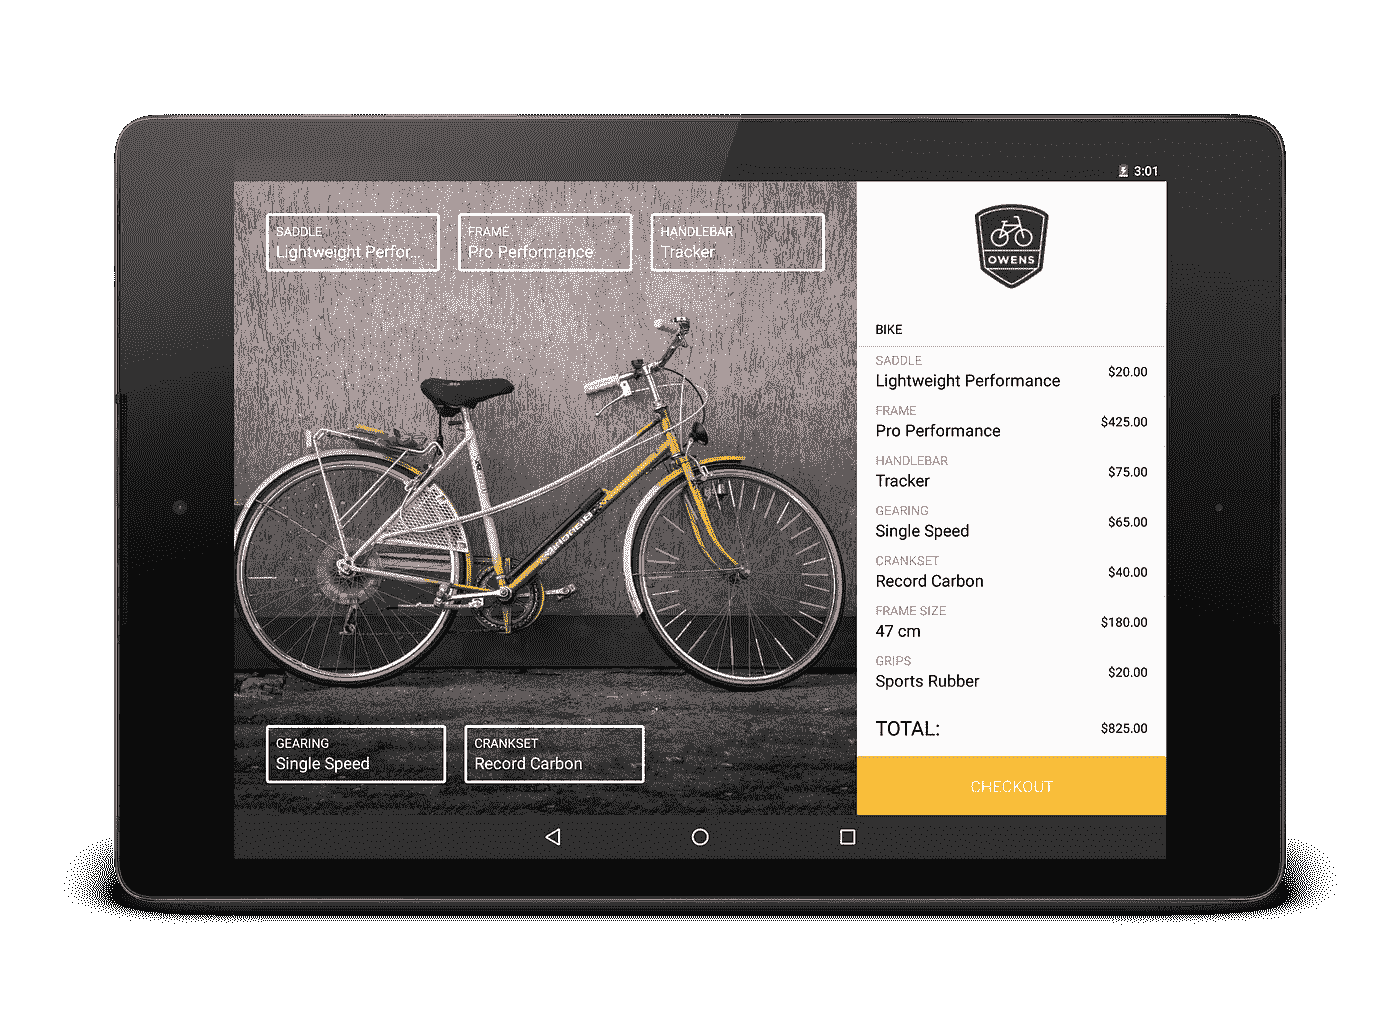 3:01
SADDLE
Lightweight Perfor...
FRAME
Pro Performance
HANDLEBAR
Tracker
GEARING
Single Speed
CRANKSET
Record Carbon
OWENS
BIKE
SADDLE
Lightweight Performance
$20.00
FRAME
Pro Performance
$425.00
HANDLEBAR
Tracker
$75.00
GEARING
Single Speed
$65.00
CRANKSET
Record Carbon
$40.00
FRAME SIZE
47 cm
$180.00
GRIPS
Sports Rubber
$20.00
TOTAL:
$825.00
CHECKOUT